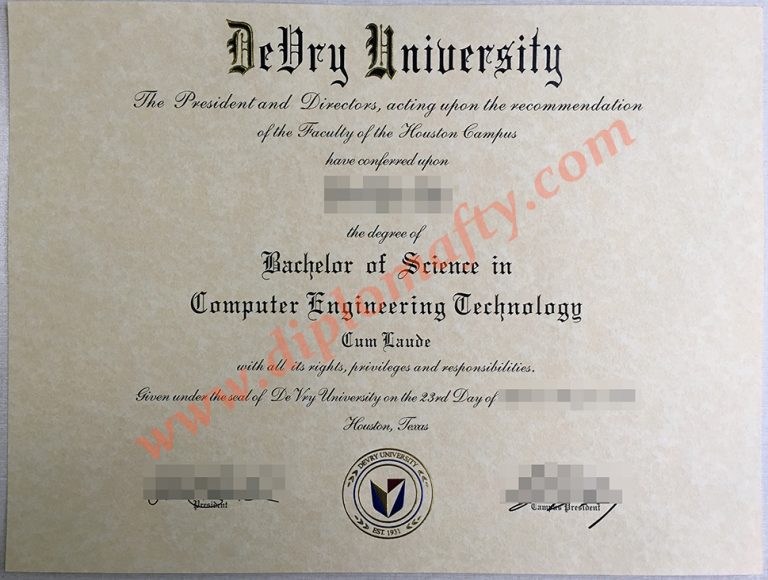 DeVry University
The President and Directors, acting upon the recommendation
of the Faculty of the Houston Campus
have conferred upon
the degree of
Bachelor of Science in
Computer Engineering Technology
Cum Laude
with all its rights, privileges and responsibilities.
Given under the seal of De Vry University on the 23rd Day of
Houston, Texas
President
DEVRY UNIVERSITY
EST. 1931
Campus President
www.diplomafty.com